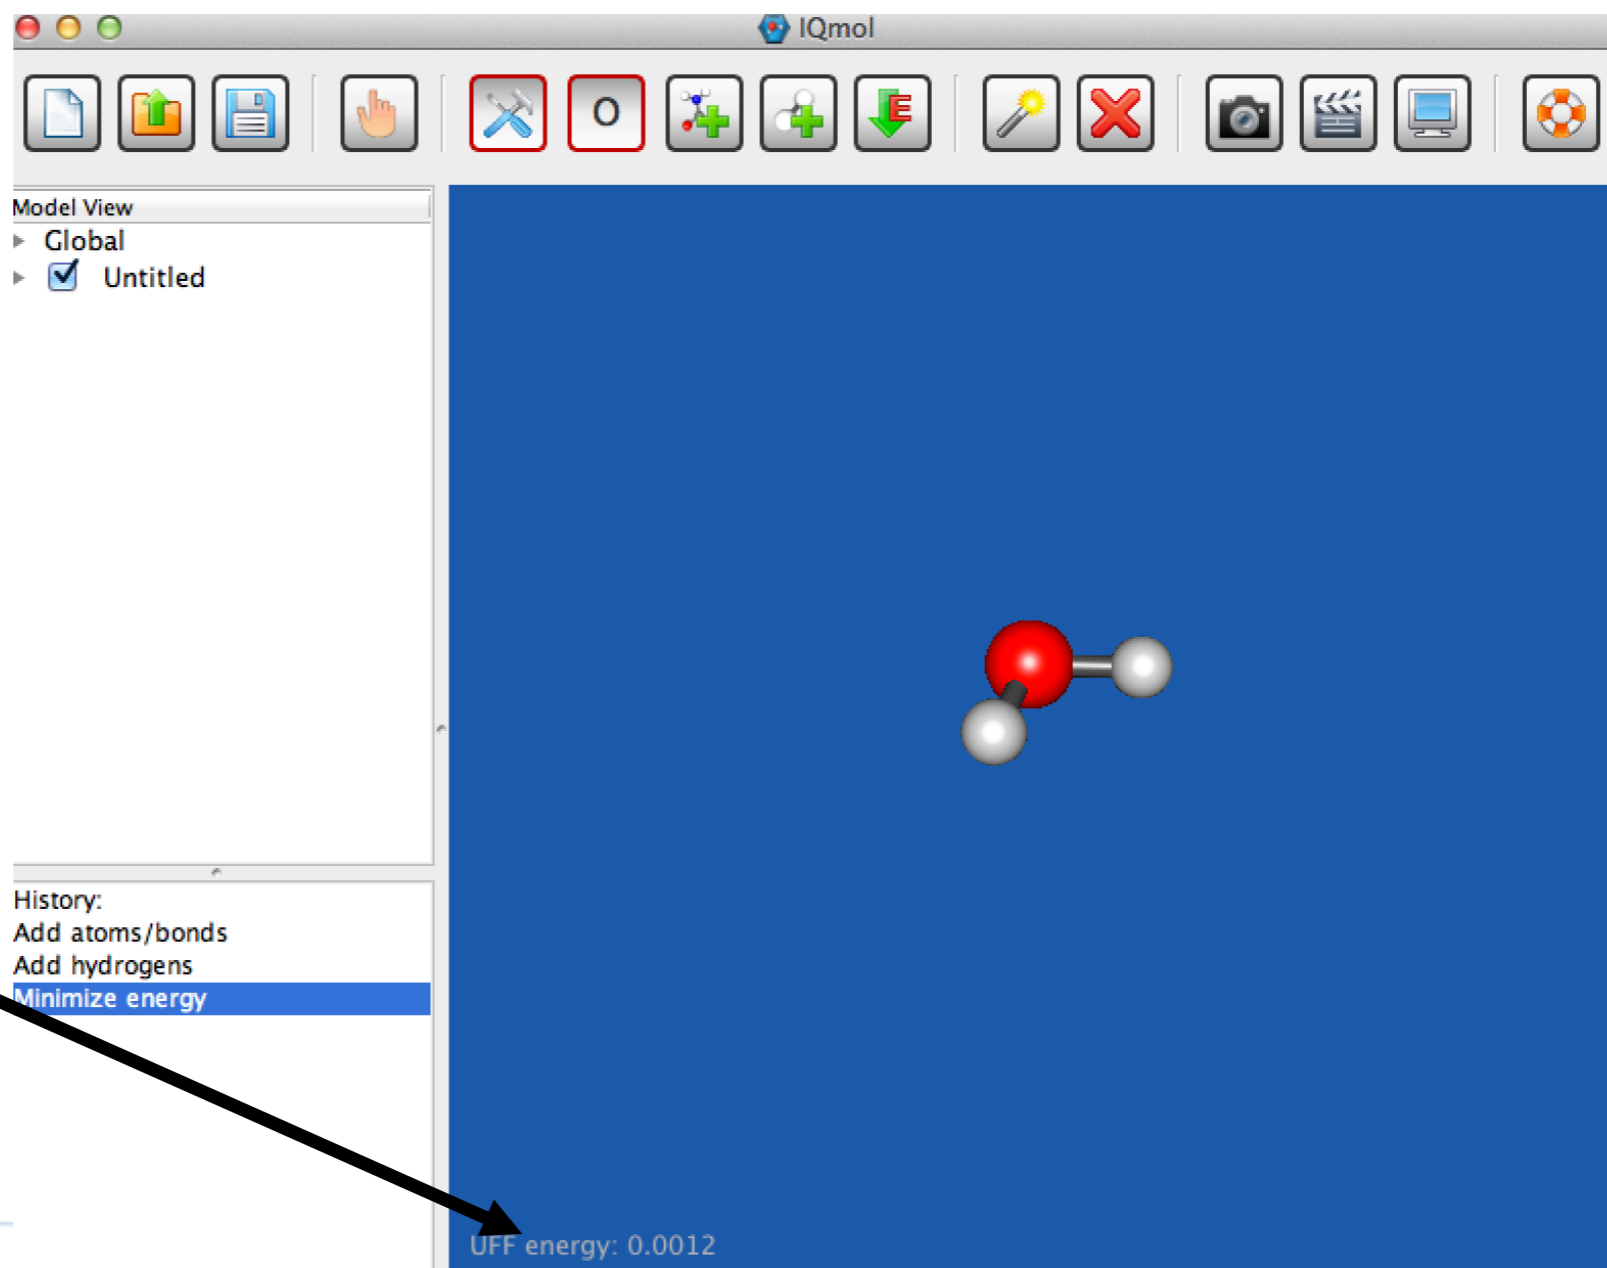 IQmol
O
E
Model View
Global
Untitled
History:
Add atoms/bonds
Add hydrogens
Minimize energy
UFF energy: 0.0012